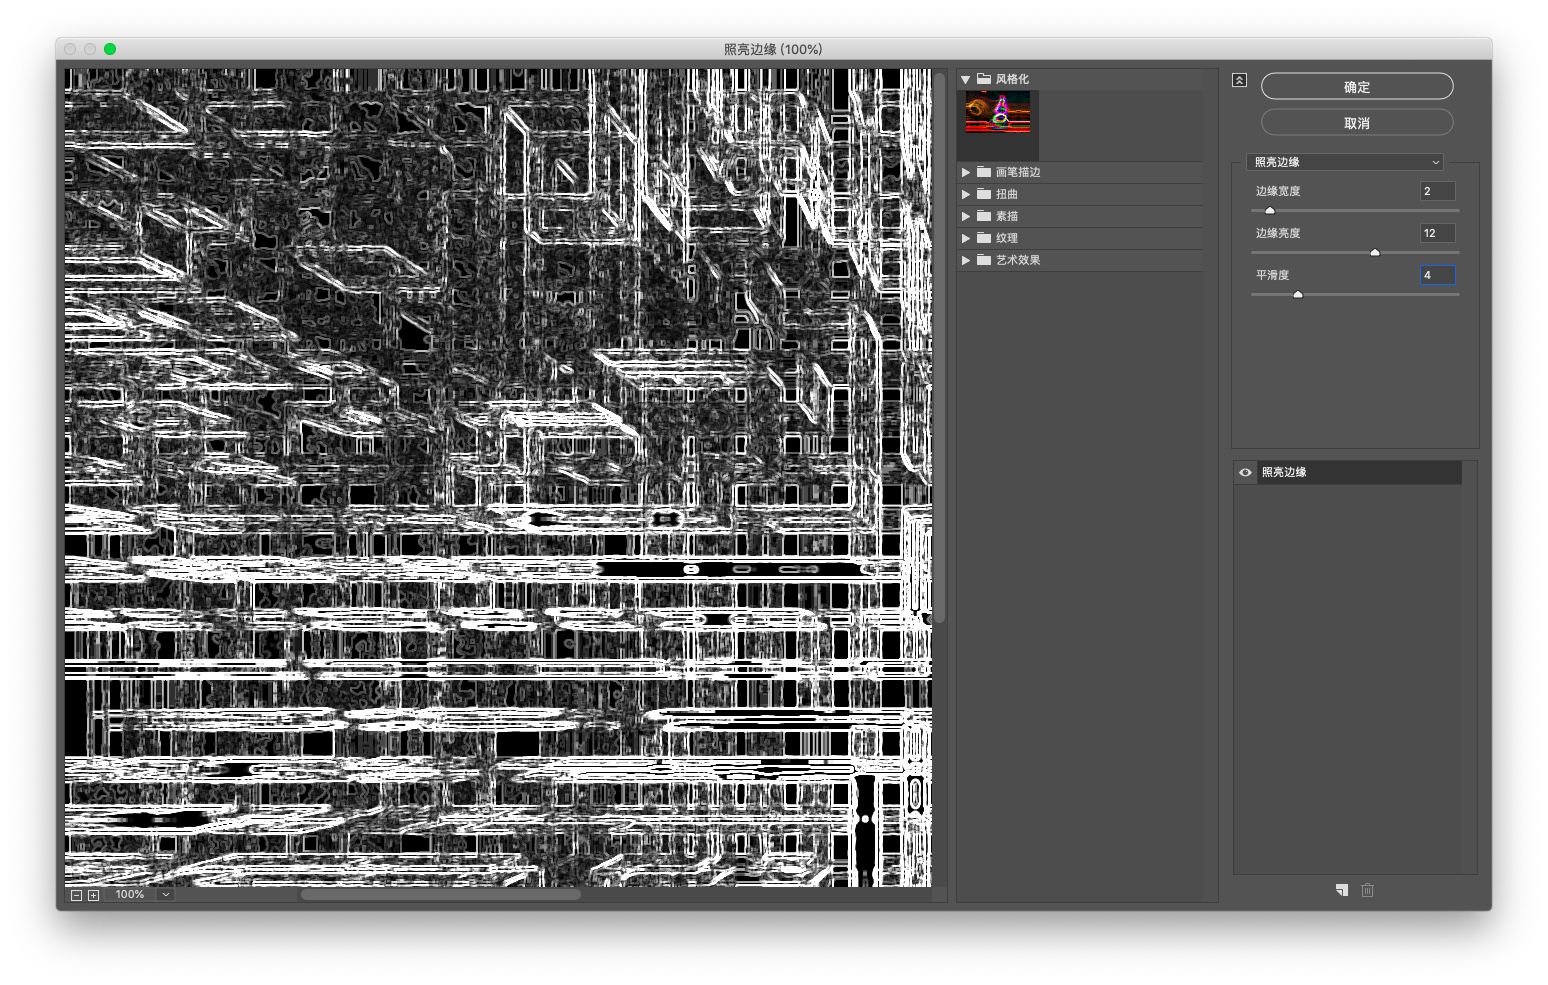 照亮边缘 (100%)
风格化
画笔描边
扭曲
素描
纹理
艺术效果
确定
取消
照亮边缘
边缘宽度 2
边缘亮度 12
平滑度 4
照亮边缘
100%